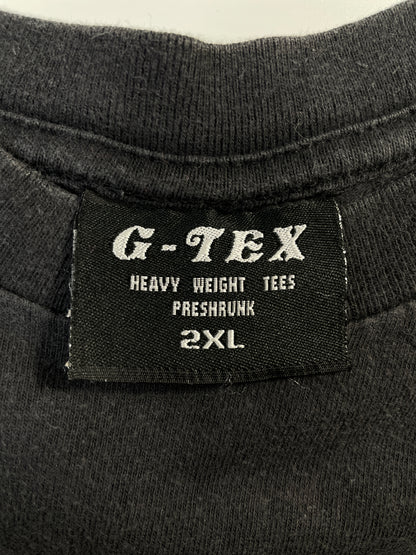 G-TEX
HEAVY WEIGHT TEES
PRESHRUNK
2XL